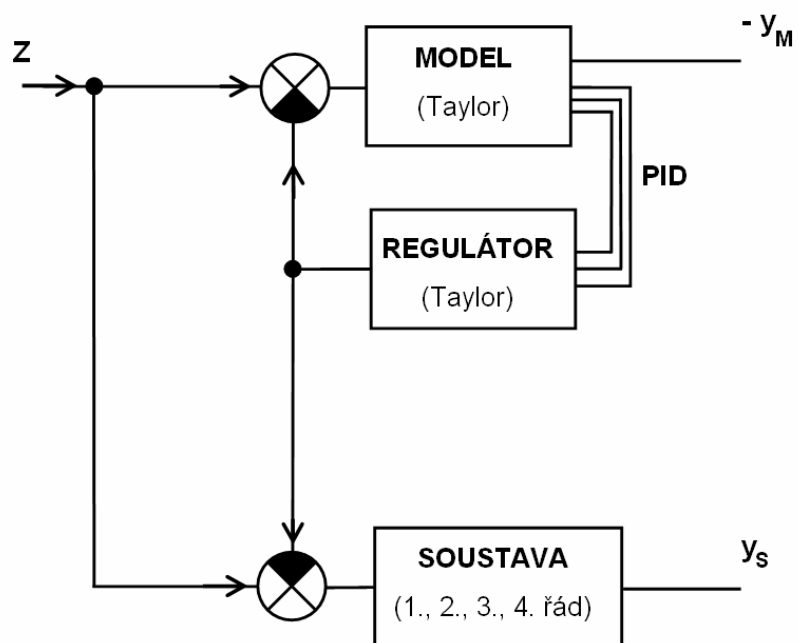 Z
- yM
MODEL
(Taylor)
PID
REGULÁTOR
(Taylor)
SOUSTAVA
(1., 2., 3., 4. řád)
yS